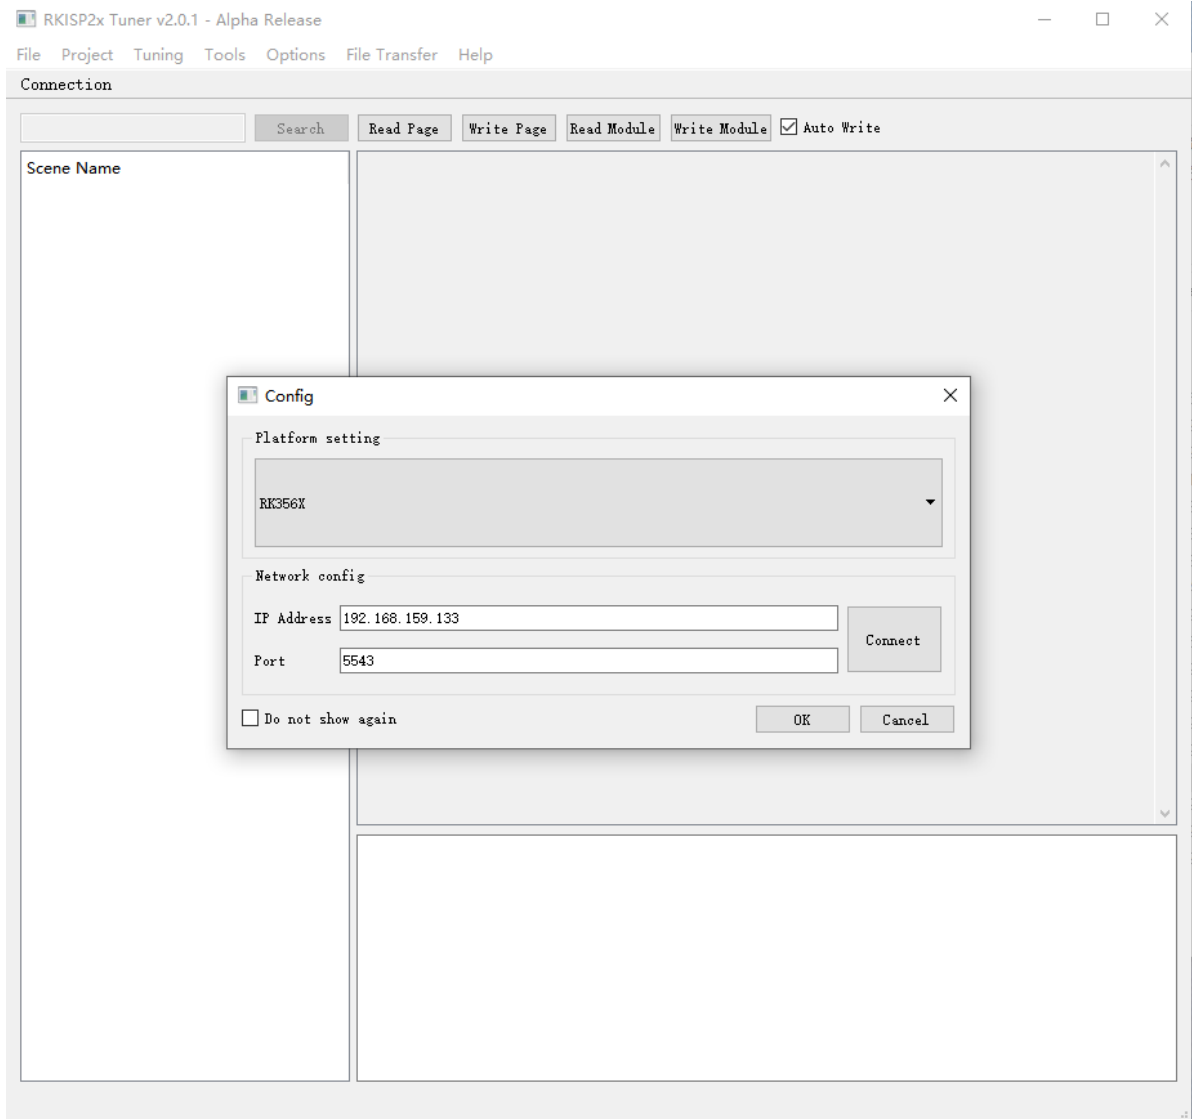 RKISP2x Tuner v2.0.1 - Alpha Release
File Project Tuning Tools Options File Transfer Help
Connection
Search Read Page Write Page Read Module Write Module Auto Write
Scene Name
Config
Platform setting
RK356X
Network config
IP Address 192.168.159.133
Connect
Port 5543
Do not show again OK Cancel